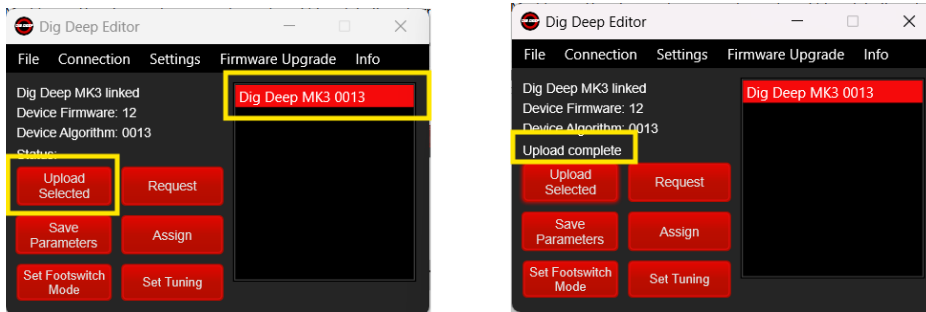 Dig Deep Editor
File Connection Settings Firmware Upgrade Info
Dig Deep MK3 linked
Device Firmware: 12
Device Algorithm: 0013
Status:
Dig Deep MK3 0013
Upload
Selected
Request
Save
Parameters
Assign
Set Footswitch
Mode
Set Tuning
Dig Deep Editor
File Connection Settings Firmware Upgrade Info
Dig Deep MK3 linked
Device Firmware: 12
Device Algorithm: 0013
Upload complete
Dig Deep MK3 0013
Upload
Selected
Request
Save
Parameters
Assign
Set Footswitch
Mode
Set Tuning